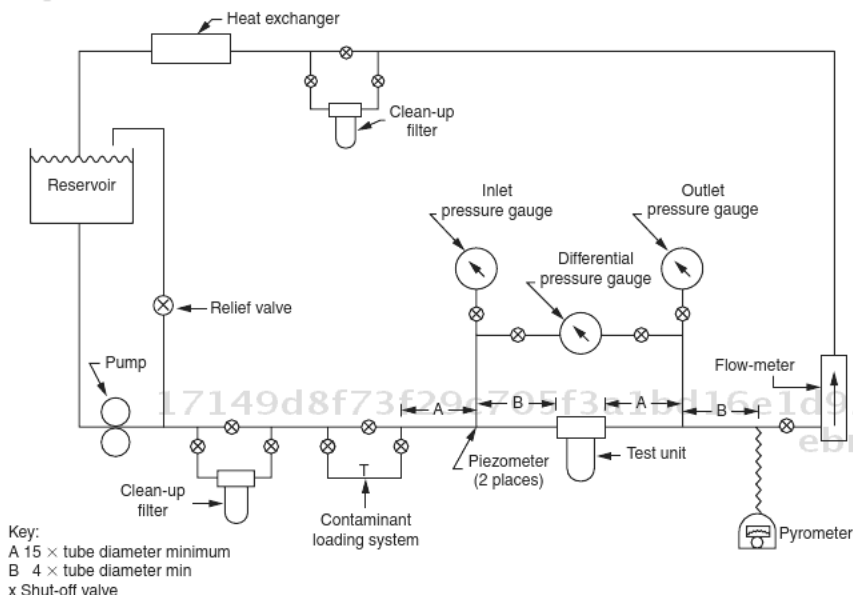 Heat exchanger
Clean-up
filter
Reservoir
Inlet
pressure gauge
Outlet
pressure gauge
Differential
pressure gauge
Relief valve
Pump
Flow-meter
A
B
A
B
Piezometer
(2 places)
Test unit
Clean-up
filter
T
Contaminant
loading system
Pyrometer
Key:
A 15 × tube diameter minimum
B 4 × tube diameter min
x Shut-off valve